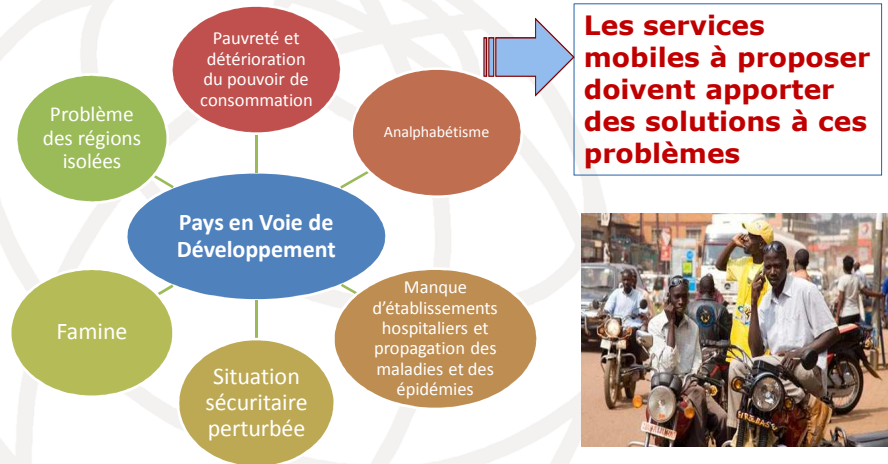 Pauvreté et
détérioration
du pouvoir de
consommation
Les services
mobiles à proposer
doivent apporter
des solutions à ces
problèmes
Problème
des régions
isolées
Analphabétisme
Pays en Voie de
Développement
Famine
Manque
d'établissements
hospitaliers et
propagation des
maladies et des
épidémies
Situation
sécuritaire
perturbée